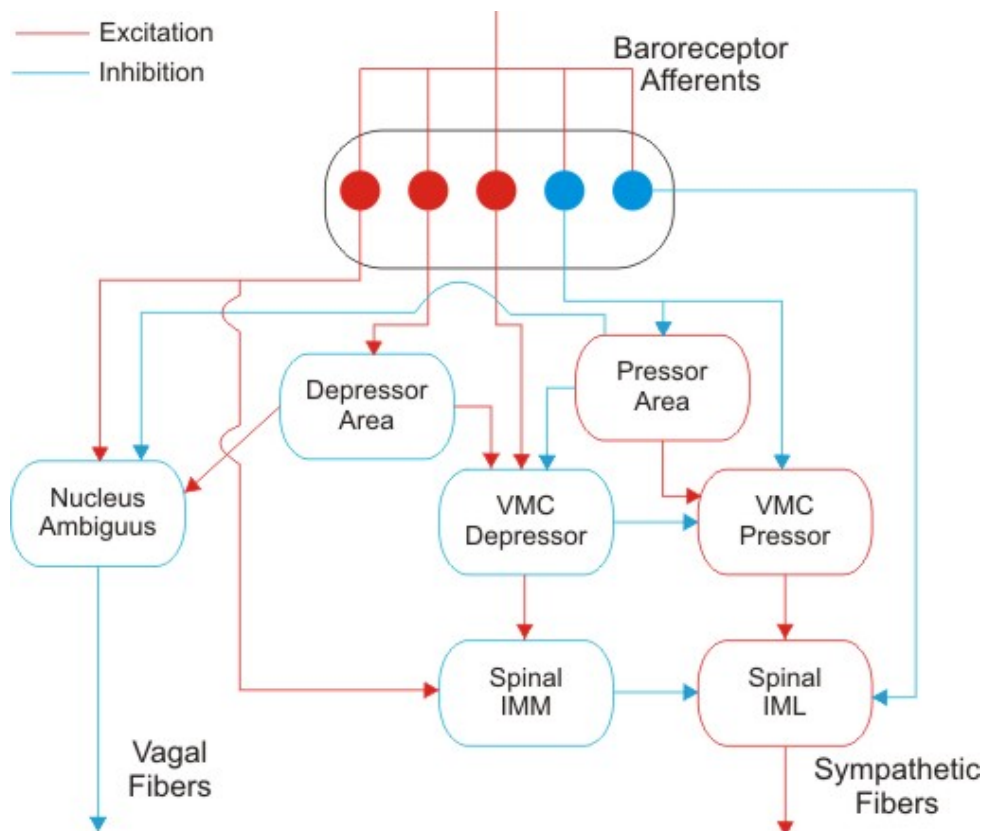 Excitation
Inhibition
Baroreceptor
Afferents
Depressor
Area
Pressor
Area
Nucleus
Ambiguus
VMC
Depressor
VMC
Pressor
Spinal
IMM
Spinal
IML
Vagal
Fibers
Sympathetic
Fibers